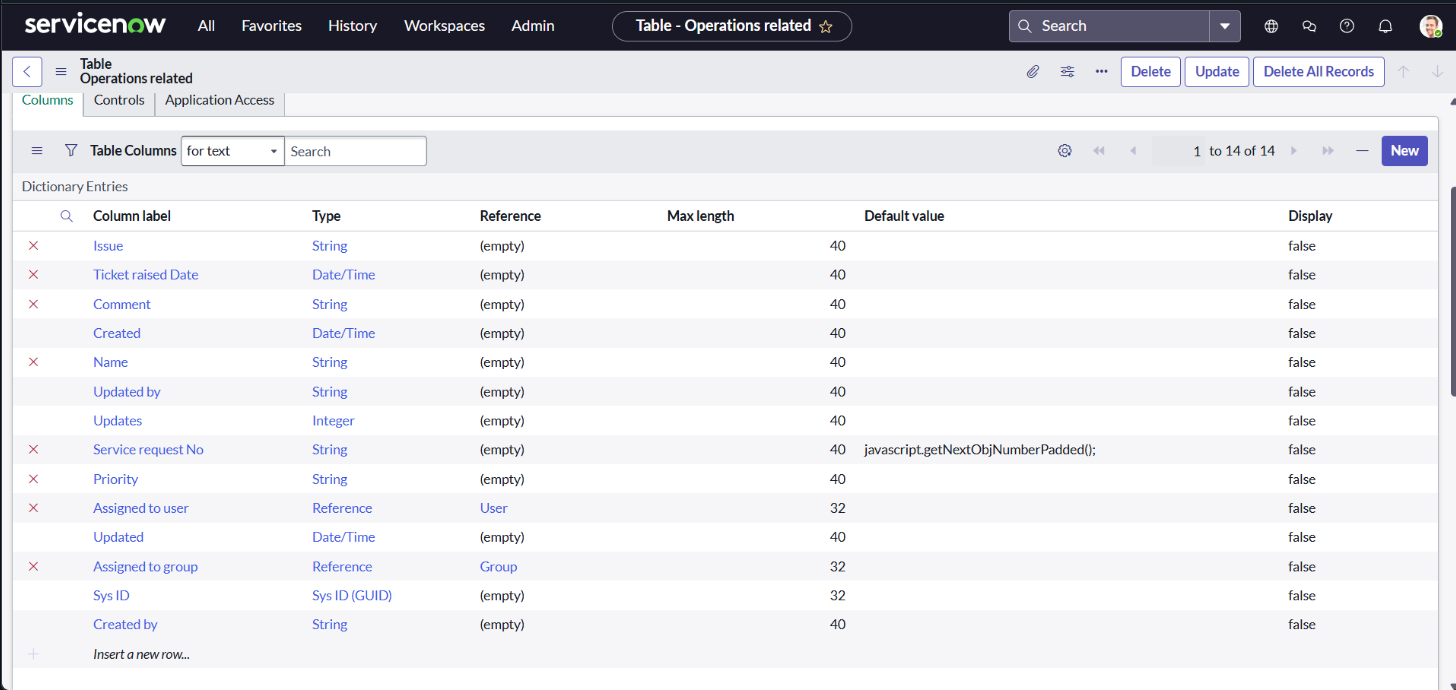 servicenow All Favorites History Workspaces Admin Table - Operations related Search
Table
Operations related
Delete Update Delete All Records
Columns Controls Application Access
Table Columns for text Search 1 to 14 of 14 New
Dictionary Entries
Column label Type Reference Max length Default value Display
Issue String (empty) 40 false
Ticket raised Date Date/Time (empty) 40 false
Comment String (empty) 40 false
Created Date/Time (empty) 40 false
Name String (empty) 40 false
Updated by String (empty) 40 false
Updates Integer (empty) 40 false
Service request No String (empty) 40 javascript.getNextObjNumberPadded(); false
Priority String (empty) 40 false
Assigned to user Reference User 32 false
Updated Date/Time (empty) 40 false
Assigned to group Reference Group 32 false
Sys ID Sys ID (GUID) (empty) 32 false
Created by String (empty) 40 false
Insert a new row...